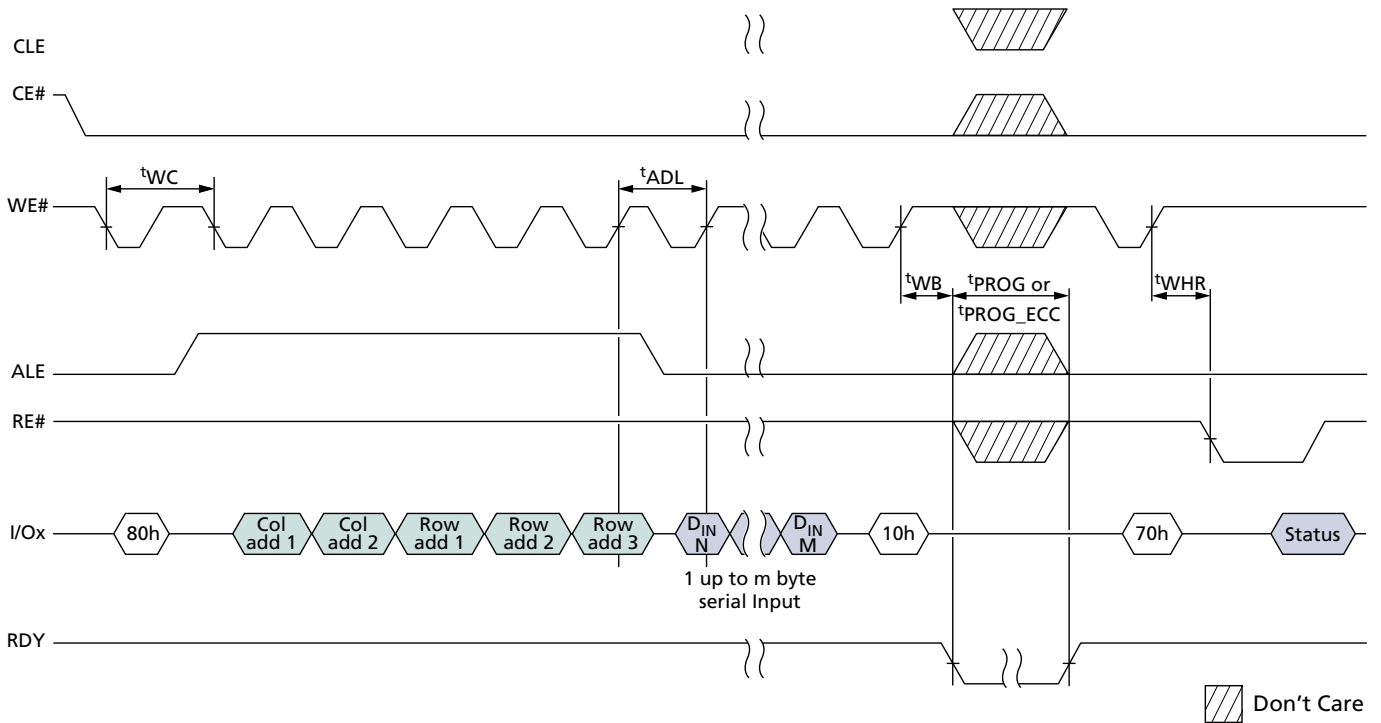 CLE
CE#
tWC
tADL
WE#
tWB
tPROG or
tPROG_ECC
tWHR
ALE
RE#
I/Ox
80h
Col
add 1
Col
add 2
Row
add 1
Row
add 2
Row
add 3
DIN
N
DIN
M
10h
70h
Status
1 up to m byte
serial Input
RDY
Don't Care